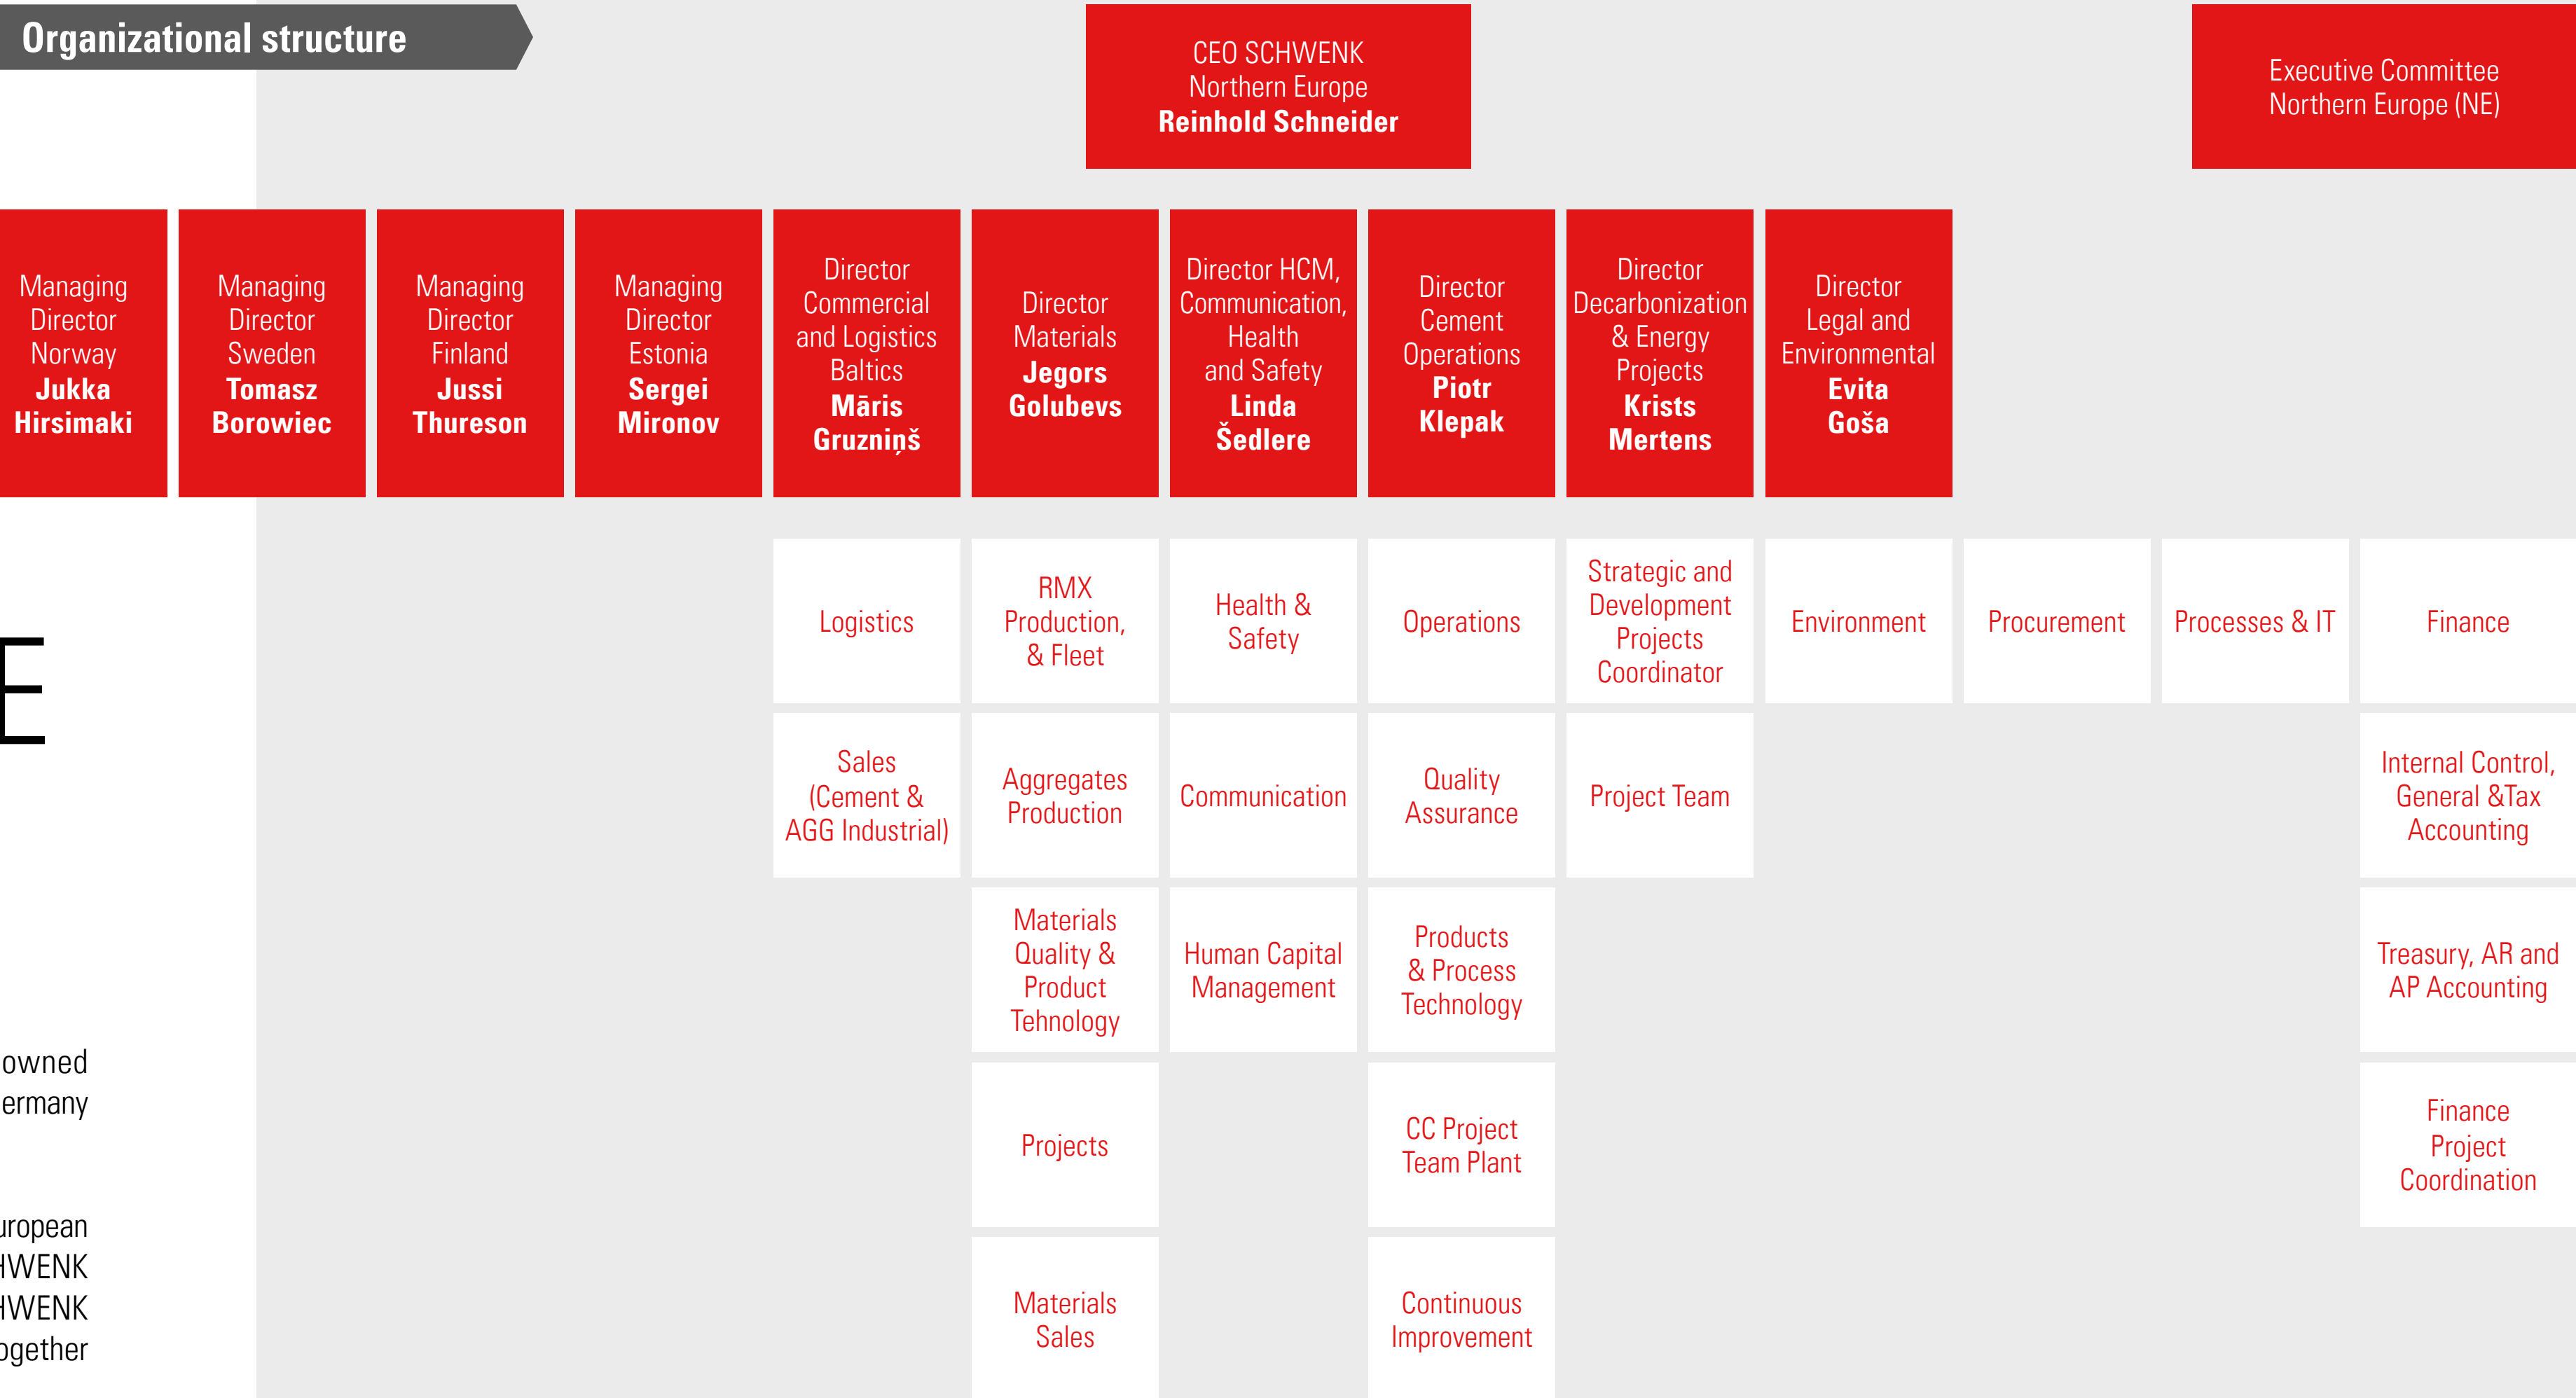 Organizational structure
CEO SCHWENK
Northern Europe
Reinhold Schneider
Executive Committee
Northern Europe (NE)
Managing
Director
Norway
Jukka
Hirsimaki
Managing
Director
Sweden
Tomasz
Borowiec
Managing
Director
Finland
Jussi
Thureson
Managing
Director
Estonia
Sergei
Mironov
Director
Commercial
and Logistics
Baltics
Māris
Gruzniņš
Director
Materials
Jegors
Golubevs
Director HCM,
Communication,
Health
and Safety
Linda
Šedlere
Director
Cement
Operations
Piotr
Klepak
Director
Decarbonization
& Energy
Projects
Krists
Mertens
Director
Legal and
Environmental
Evita
Goša
Logistics
RMX
Production,
& Fleet
Health &
Safety
Operations
Strategic and
Development
Projects
Coordinator
Environment
Procurement
Processes & IT
Finance
E
Sales
(Cement &
AGG Industrial)
Aggregates
Production
Communication
Quality
Assurance
Project Team
Internal Control,
General &Tax
Accounting
Materials
Quality &
Product
Tehnology
Human Capital
Management
Products
& Process
Technology
Treasury, AR and
AP Accounting
owned
ermany
Projects
CC Project
Team Plant
Finance
Project
Coordination
uropean
HWENK
HWENK
ogether
Materials
Sales
Continuous
Improvement